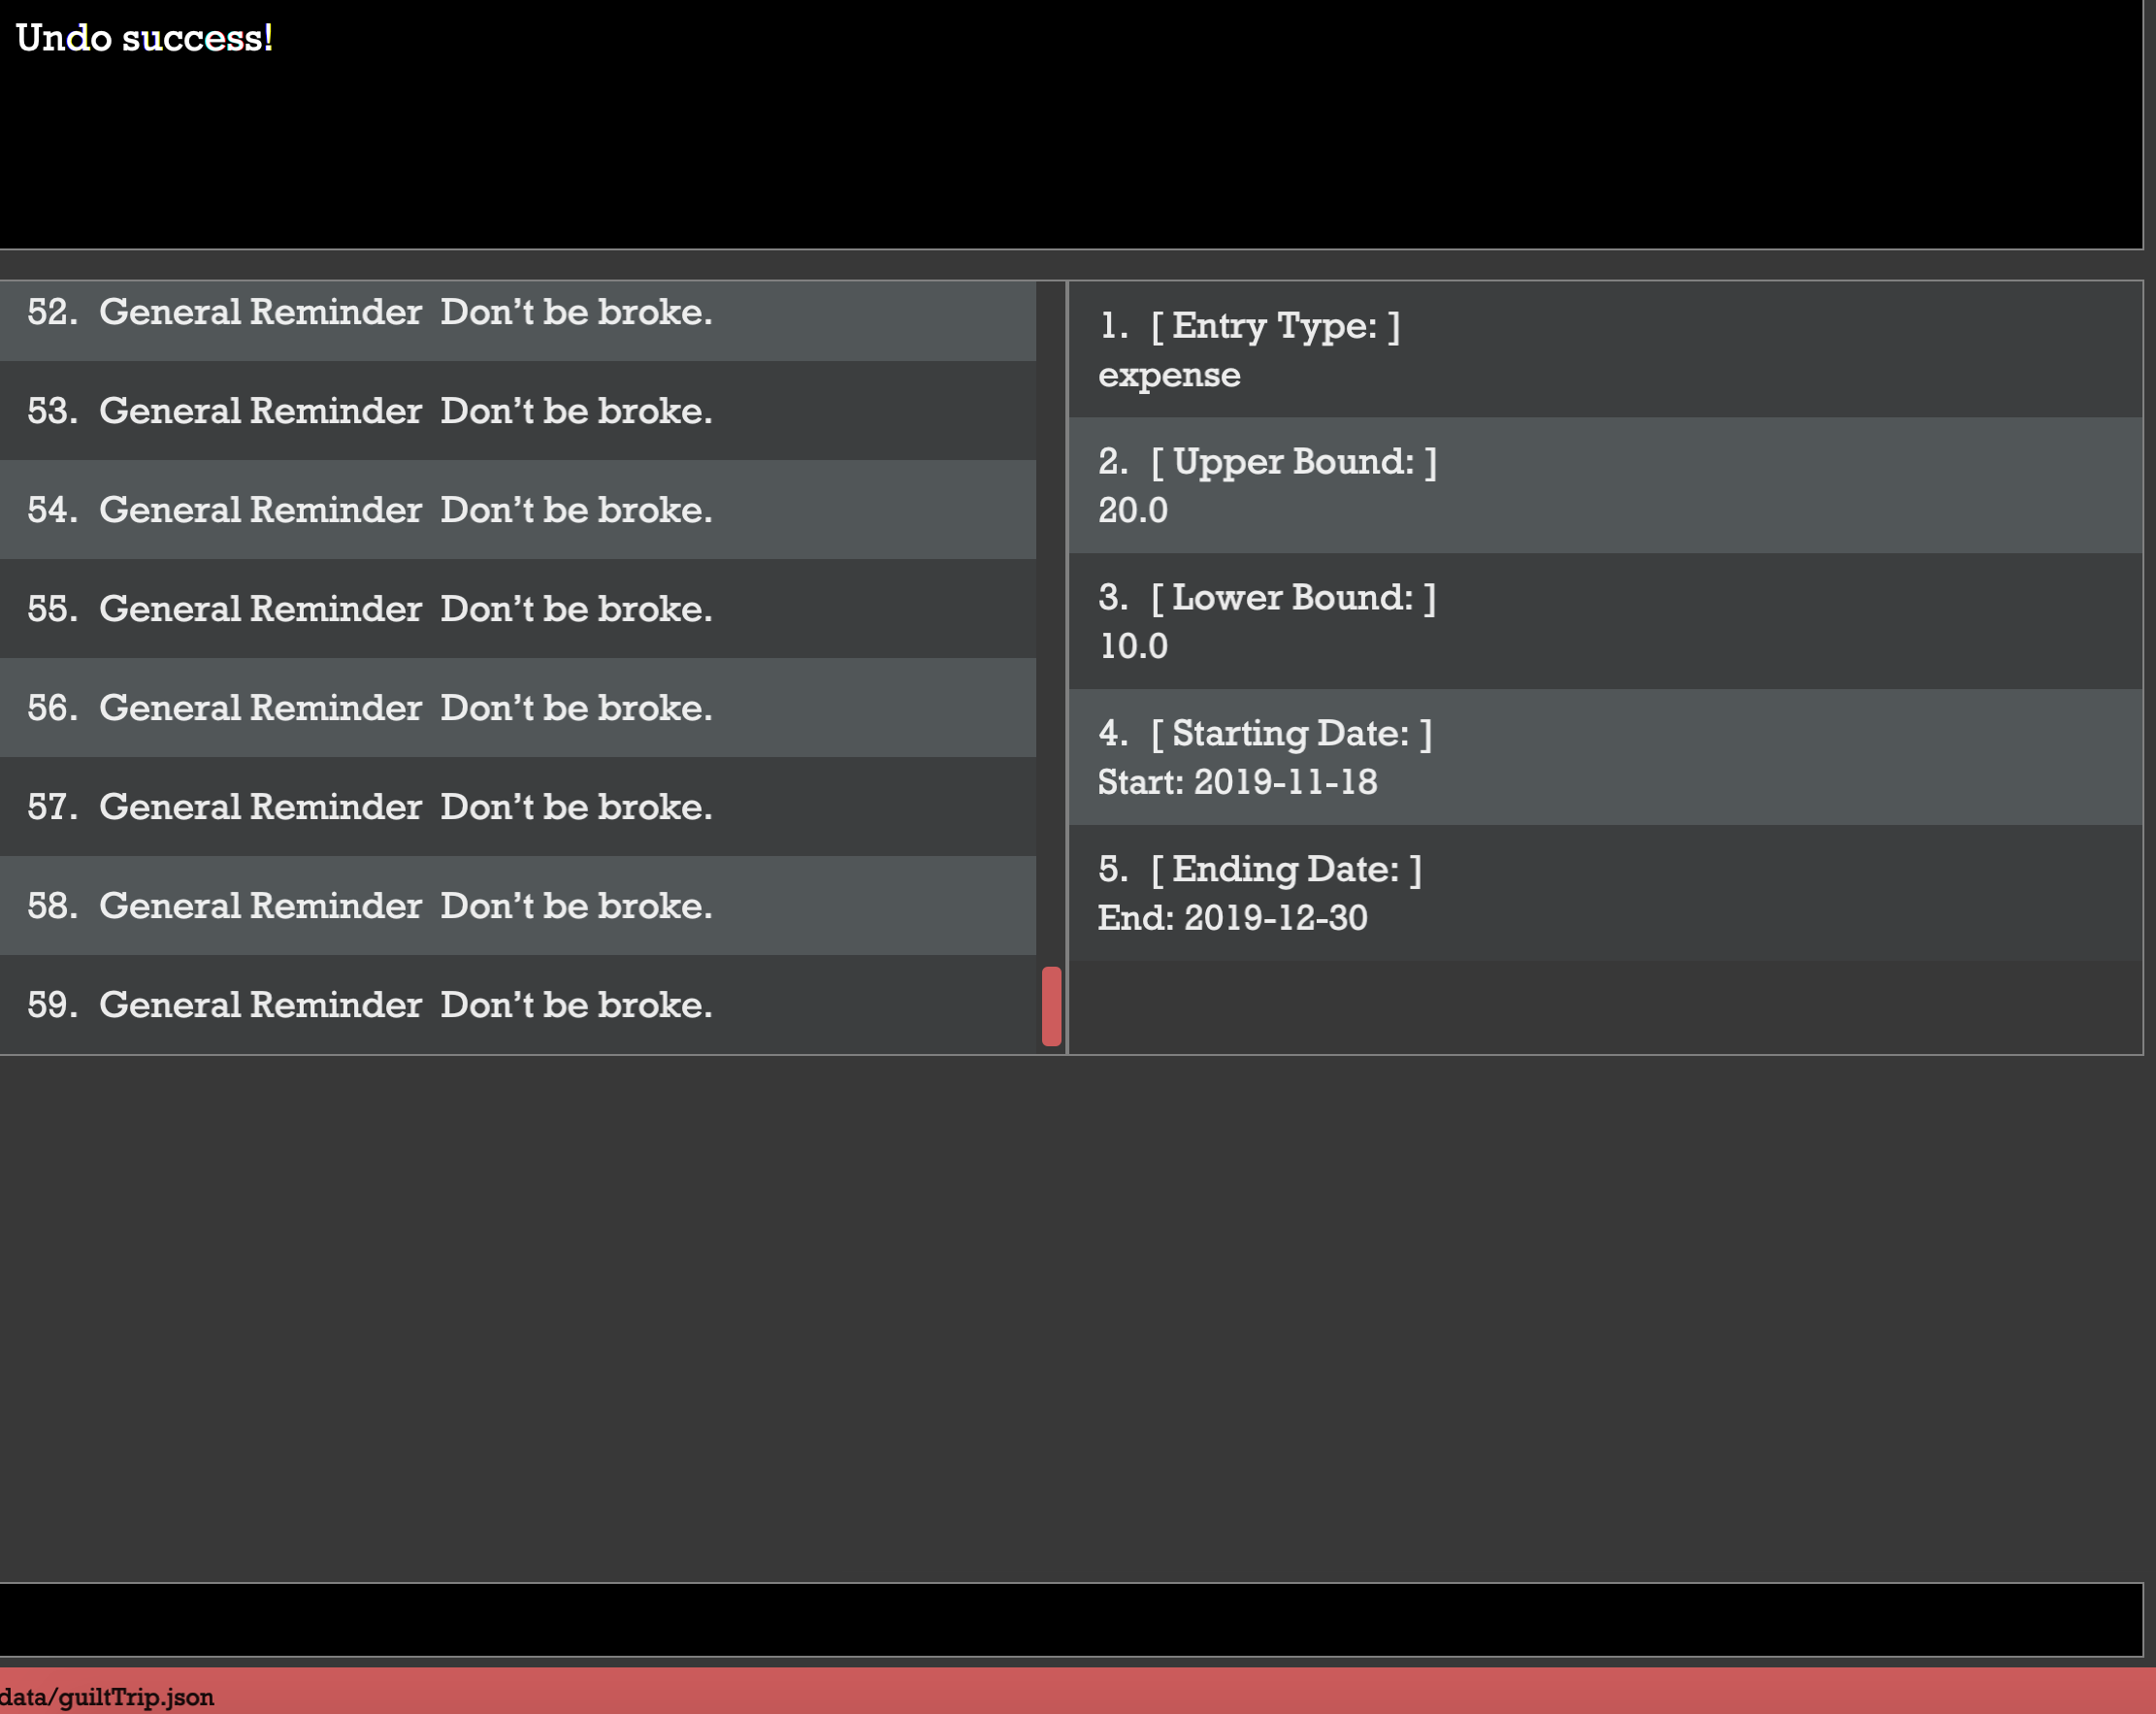 Undo success!
52. General Reminder Don’t be broke.
53. General Reminder Don’t be broke.
54. General Reminder Don’t be broke.
55. General Reminder Don’t be broke.
56. General Reminder Don’t be broke.
57. General Reminder Don’t be broke.
58. General Reminder Don’t be broke.
59. General Reminder Don’t be broke.
1. [ Entry Type: ]
expense
2. [ Upper Bound: ]
20.0
3. [ Lower Bound: ]
10.0
4. [ Starting Date: ]
Start: 2019-11-18
5. [ Ending Date: ]
End: 2019-12-30
data/guiltTrip.json